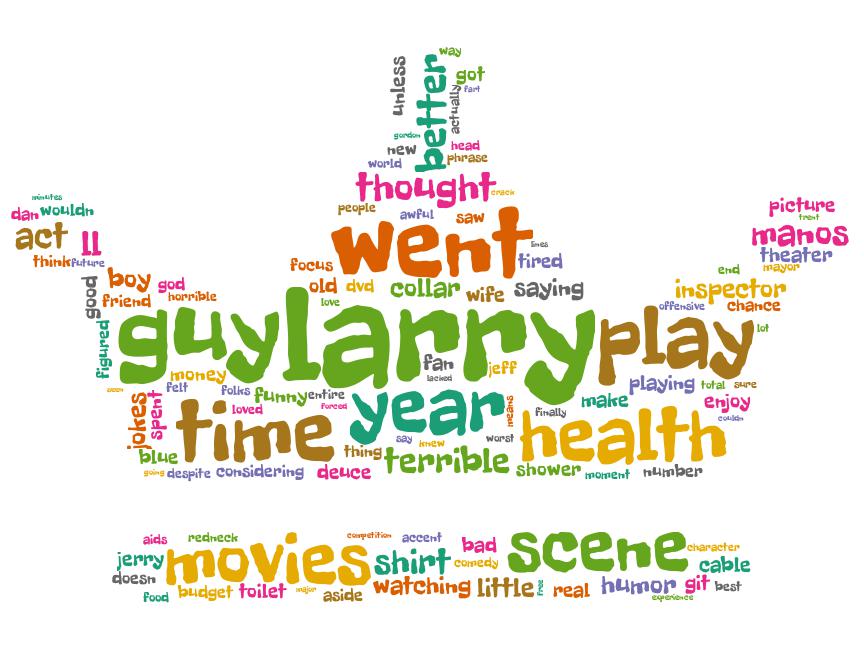 way
unless
better
got
fart
actually
gordon
new
head
world
phrase
thought
crack
minutes
people
awful
saw
picture
trent
dan
wouldn
act
ll
went
lines
manos
theater
think
future
focus
tired
end
mayor
good
boy
god
old
dvd
collar
wife
saying
inspector
friend
horrible
love
offensive
chance
guy
larry
play
lot
figured
fan
jeff
lacked
money
felt
folks
funny
entire
playing
total
sure
jokes
spent
loved
forced
year
means
finally
make
enjoy
couldn
time
health
say
knew
worst
blue
thing
terrible
shower
going
despite
considering
deuce
moment
number
aids
redneck
competition
accent
bad
scene
character
jerry
movies
shirt
comedy
cable
doesn
watching
little
free
real
humor
git
best
food
budget
toilet
major
aside
experience